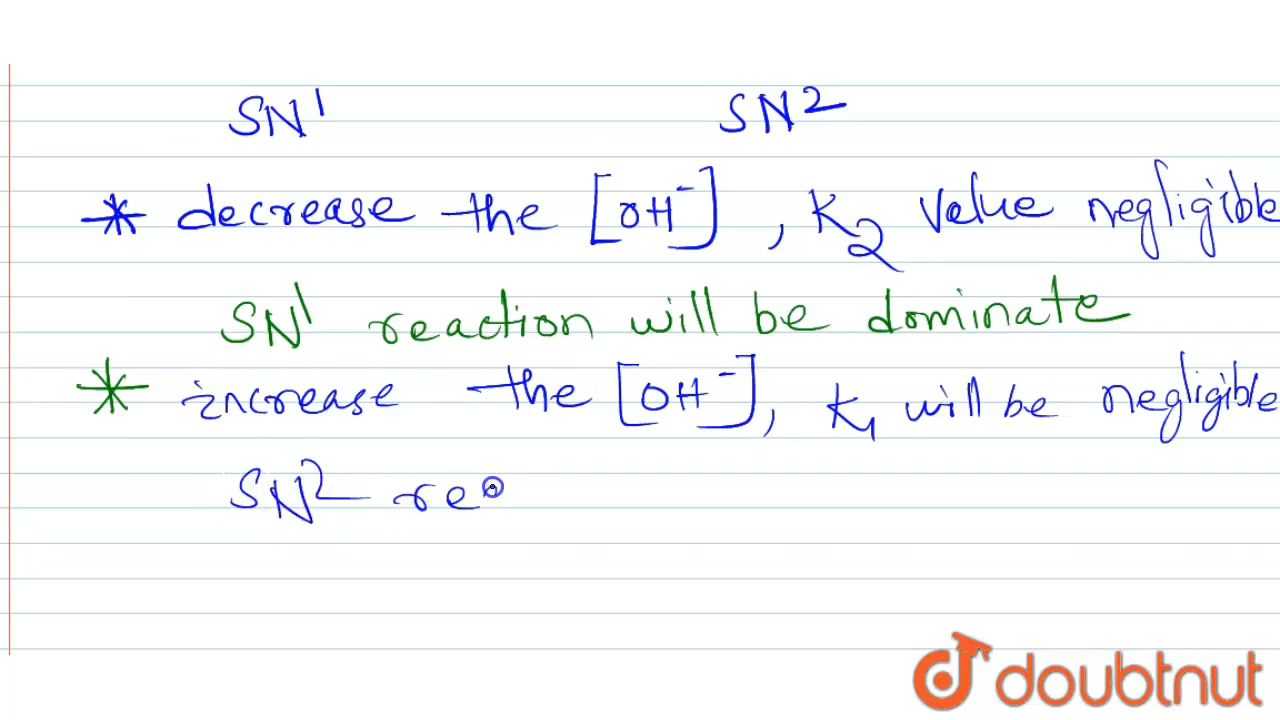 SN1 SN2
* decrease the [OH-], K2 value negligible
SN1 reaction will be dominate
* increase the [OH-], K1 will be negligible
SN2 rea
doubtnut